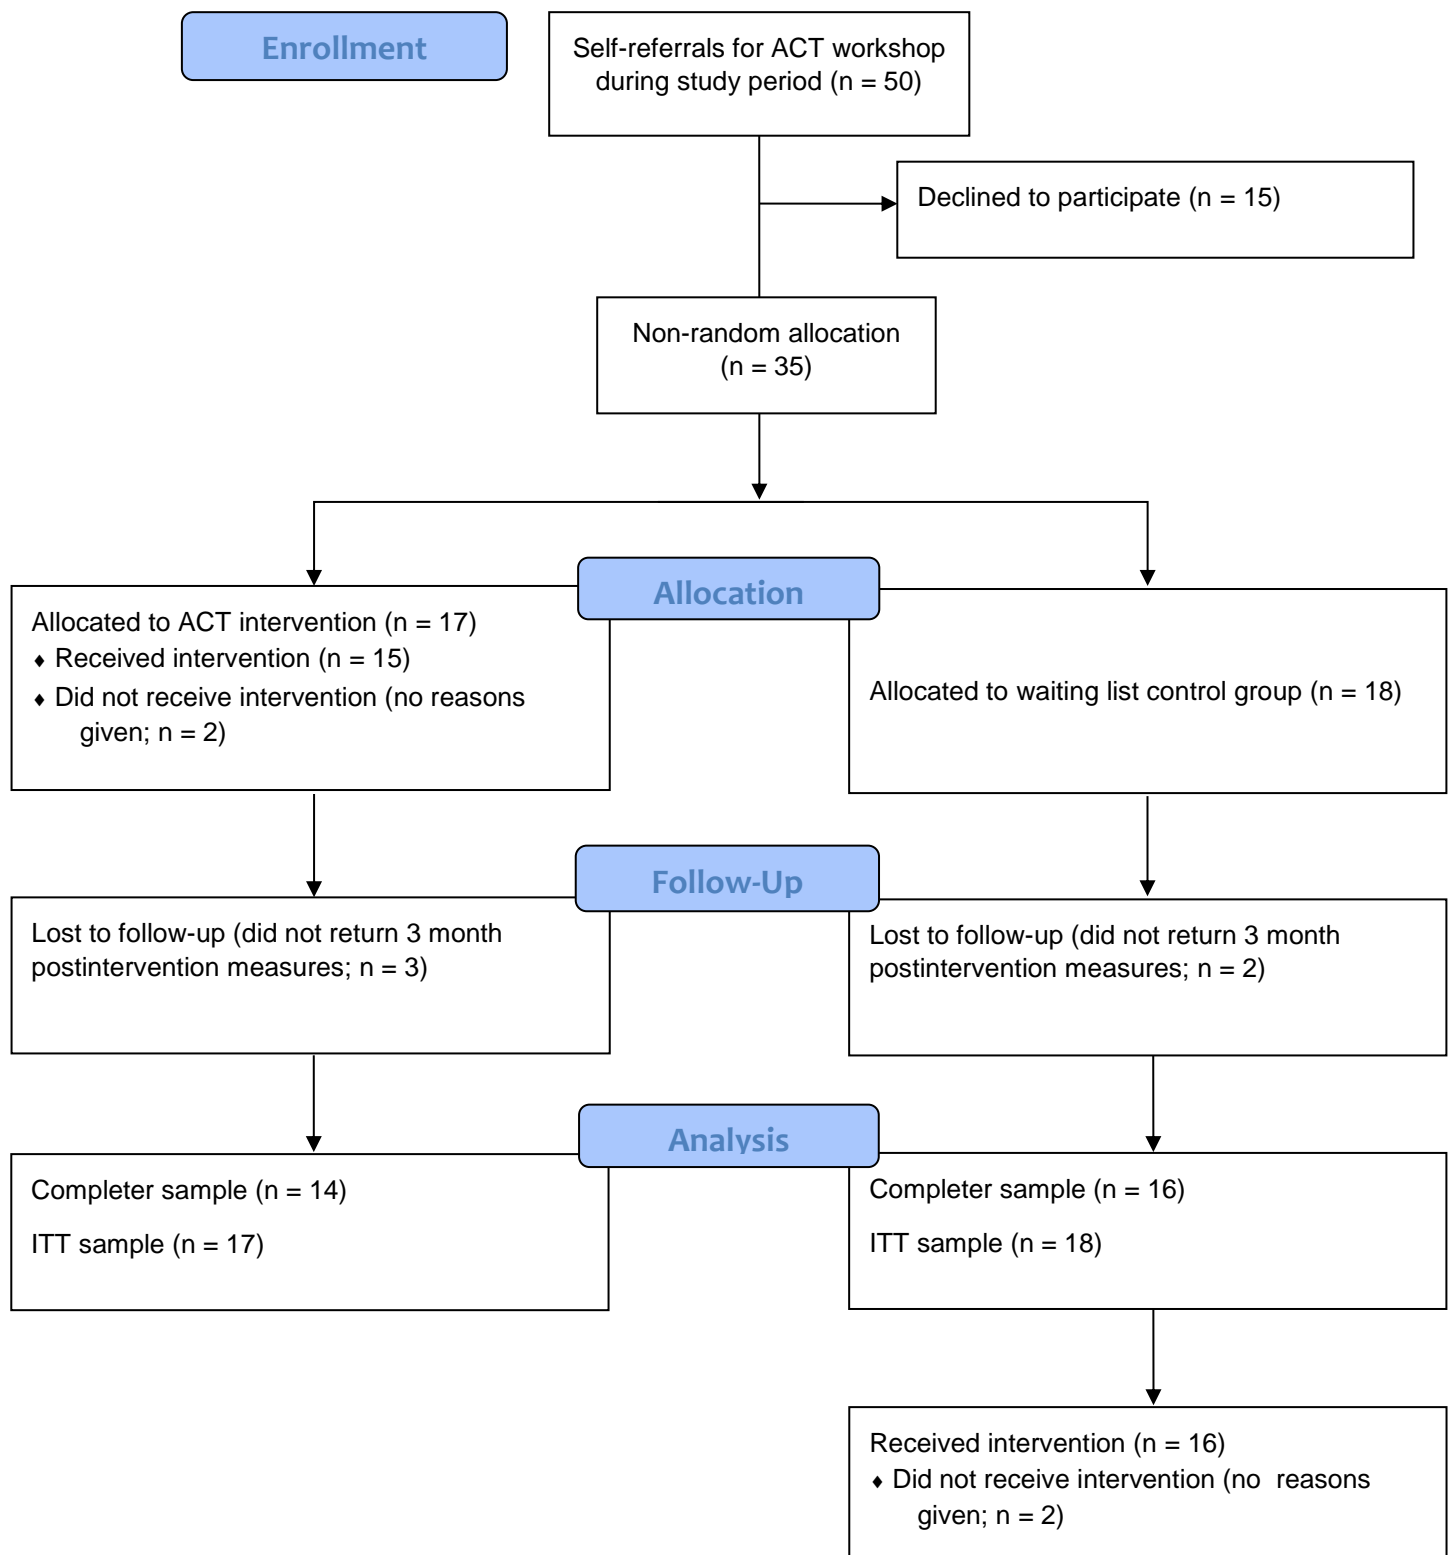 Enrollment
Self-referrals for ACT workshop
during study period (n = 50)
Declined to participate (n = 15)
Non-random allocation
(n = 35)
Allocation
Allocated to ACT intervention (n = 17)
♦ Received intervention (n = 15)
♦ Did not receive intervention (no reasons
given; n = 2)
Allocated to waiting list control group (n = 18)
Follow-Up
Lost to follow-up (did not return 3 month
postintervention measures; n = 3)
Lost to follow-up (did not return 3 month
postintervention measures; n = 2)
Analysis
Completer sample (n = 14)
ITT sample (n = 17)
Completer sample (n = 16)
ITT sample (n = 18)
Received intervention (n = 16)
♦ Did not receive intervention (no reasons
given; n = 2)